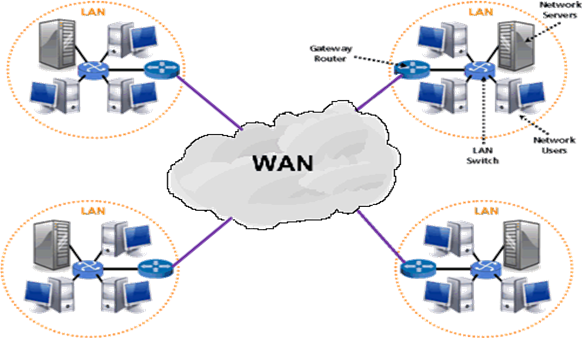 LAN
LAN
Network
Servers
Gateway
Router
WAN
LAN
Switch
Network
Users
LAN
LAN